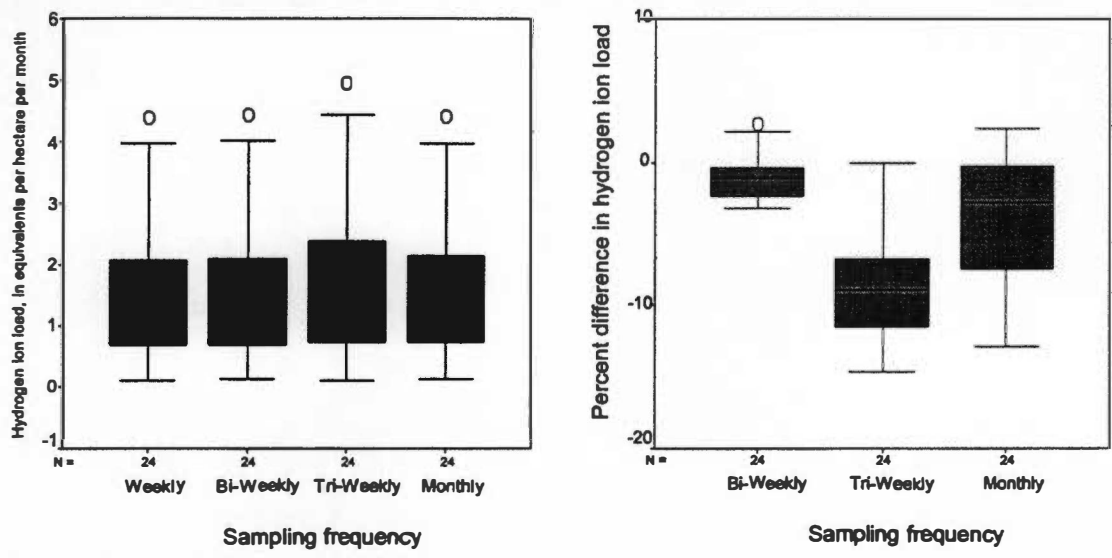 Hydrogen ion load, in equivalents per hectare per month
6
5
4
3
2
1
0
-1
N = 24 24 24 24
Weekly Bi-Weekly Tri-Weekly Monthly
Sampling frequency
Percent difference in hydrogen ion load
10
0
-10
-20
N = 24 24 24
Bi-Weekly Tri-Weekly Monthly
Sampling frequency